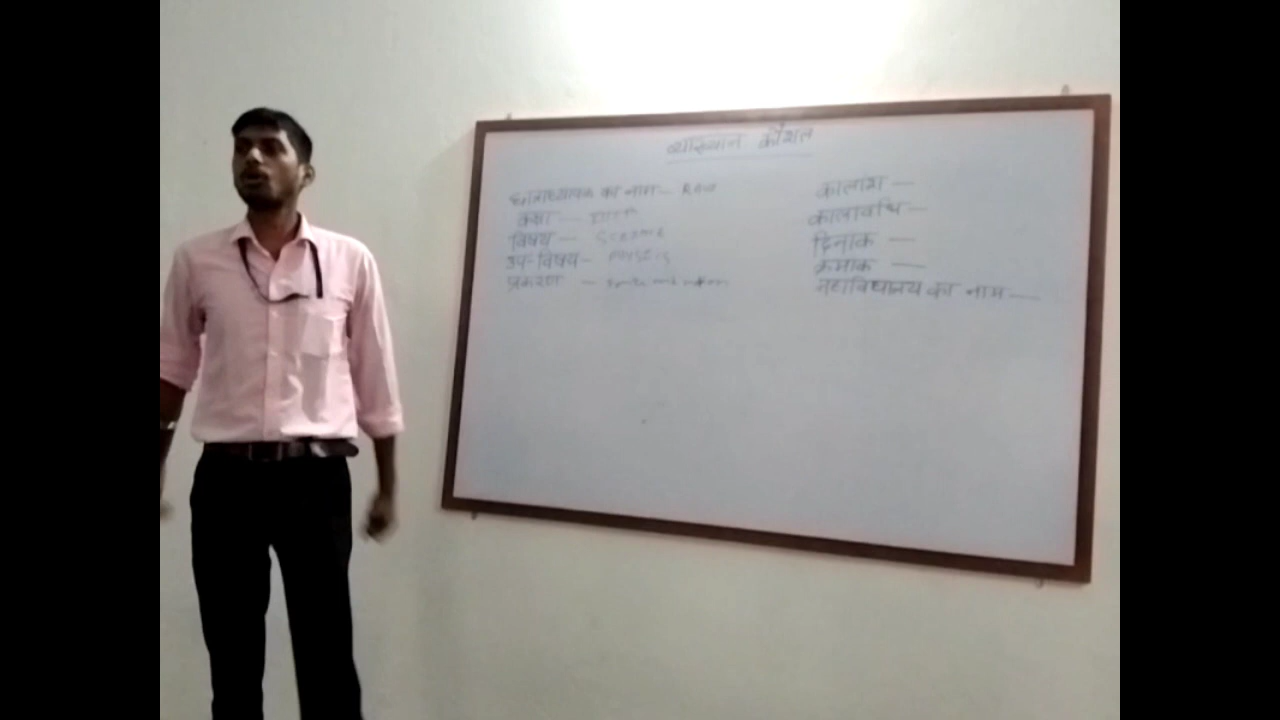 व्याख्यान कौशल
छात्राध्यापक का नाम -
कक्षा -
विषय - Science
उप-विषय - Physics
प्रकरण -
कालांश -
कालावधि -
दिनांक -
क्रमांक -
महाविद्यालय का नाम -